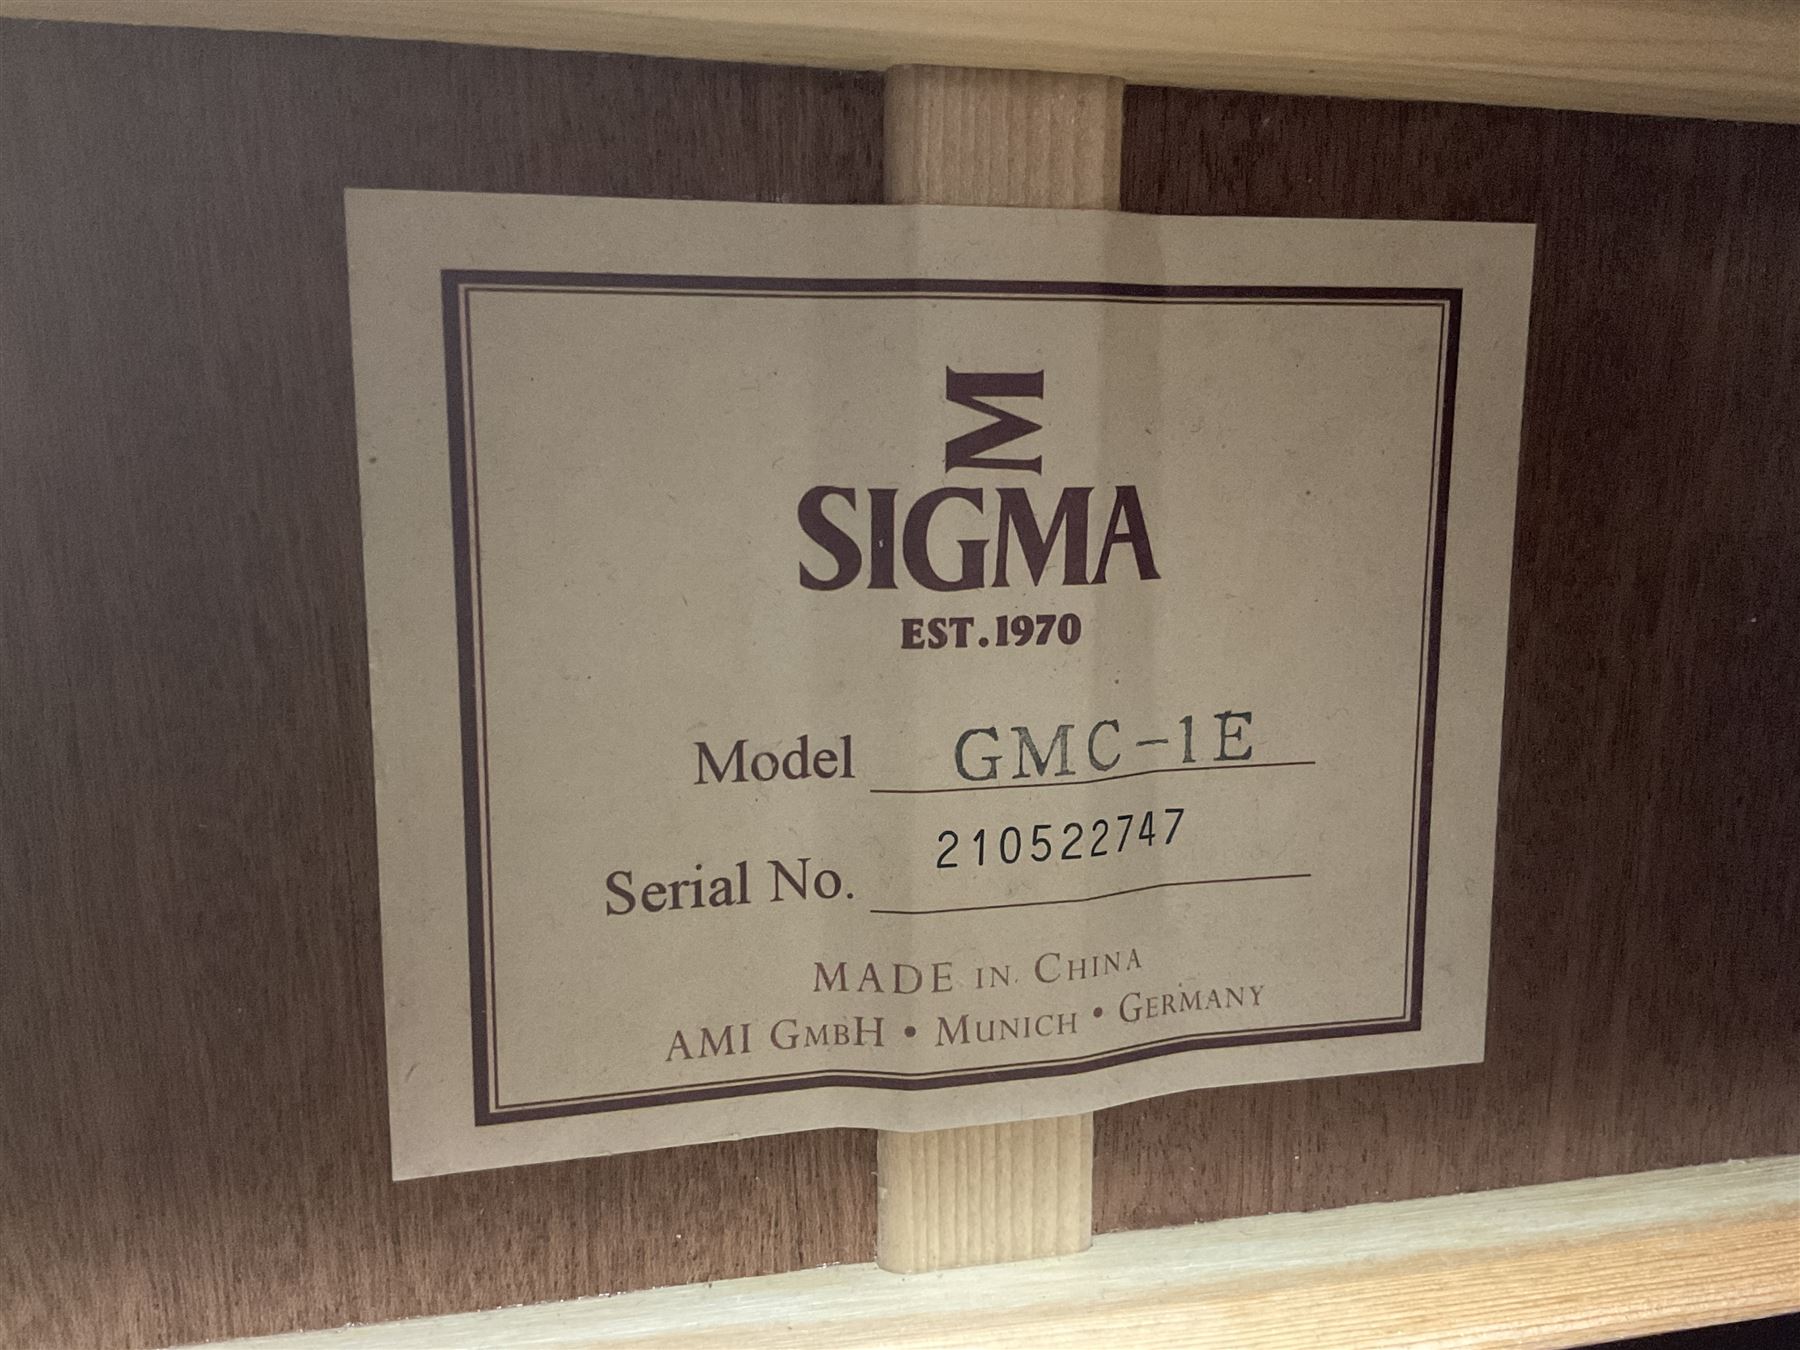 Σ
SIGMA
EST.1970
Model GMC-1E
Serial No. 210522747
MADE IN CHINA
AMI GMBH • MUNICH • GERMANY